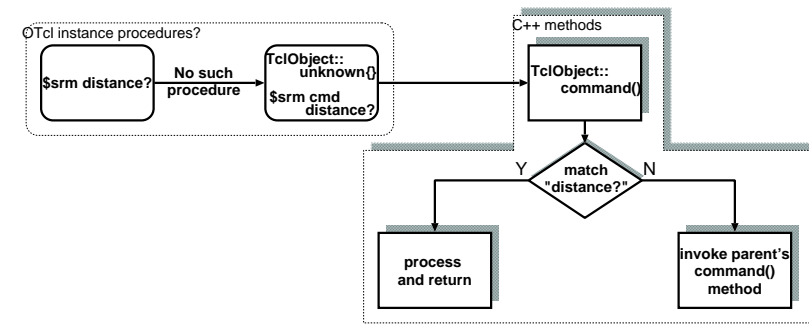 OTcl instance procedures?
$srm distance?
No such
procedure
TclObject::
unknown{}
$srm cmd
distance?
C++ methods
TclObject::
command()
match
"distance?"
Y
N
process
and return
invoke parent's
command()
method